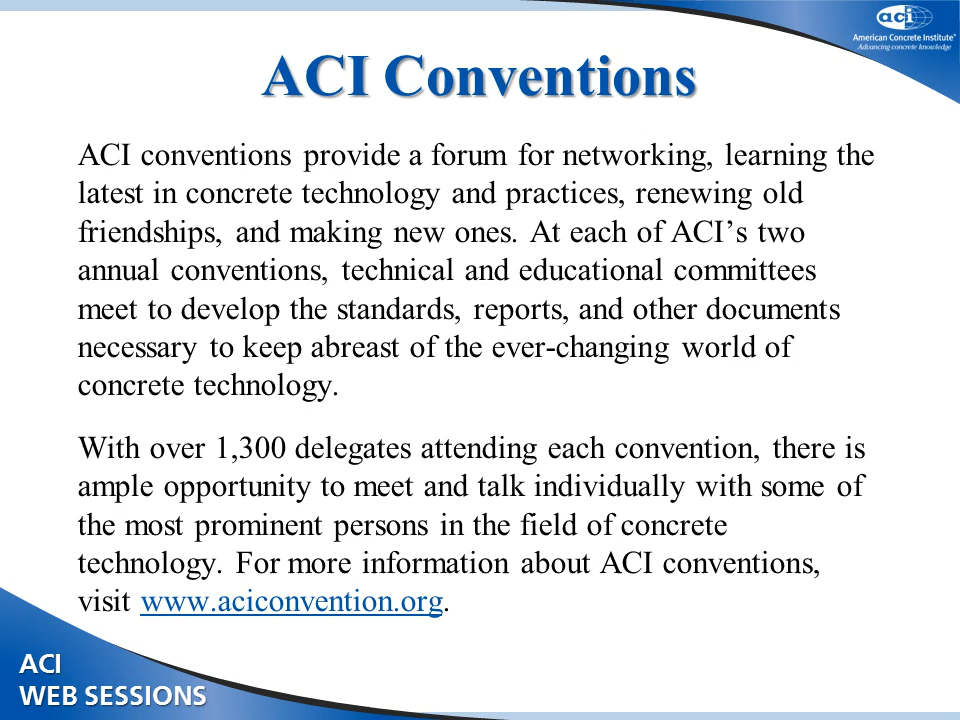 aci
American Concrete Institute®
Advancing concrete knowledge
ACI Conventions
ACI conventions provide a forum for networking, learning the
latest in concrete technology and practices, renewing old
friendships, and making new ones. At each of ACI’s two
annual conventions, technical and educational committees
meet to develop the standards, reports, and other documents
necessary to keep abreast of the ever-changing world of
concrete technology.
With over 1,300 delegates attending each convention, there is
ample opportunity to meet and talk individually with some of
the most prominent persons in the field of concrete
technology. For more information about ACI conventions,
visit www.aciconvention.org.
ACI
WEB SESSIONS